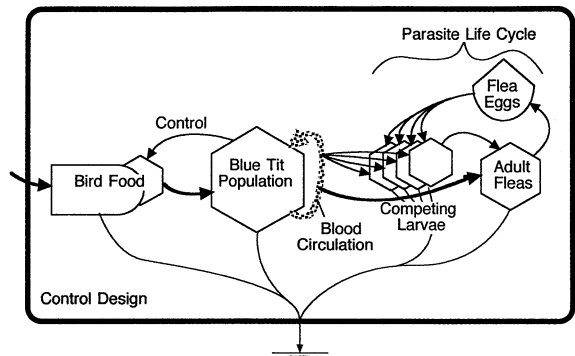 Parasite Life Cycle
Flea
Eggs
Control
Bird Food
Blue Tit
Population
Adult
Fleas
Competing
Larvae
Blood
Circulation
Control Design